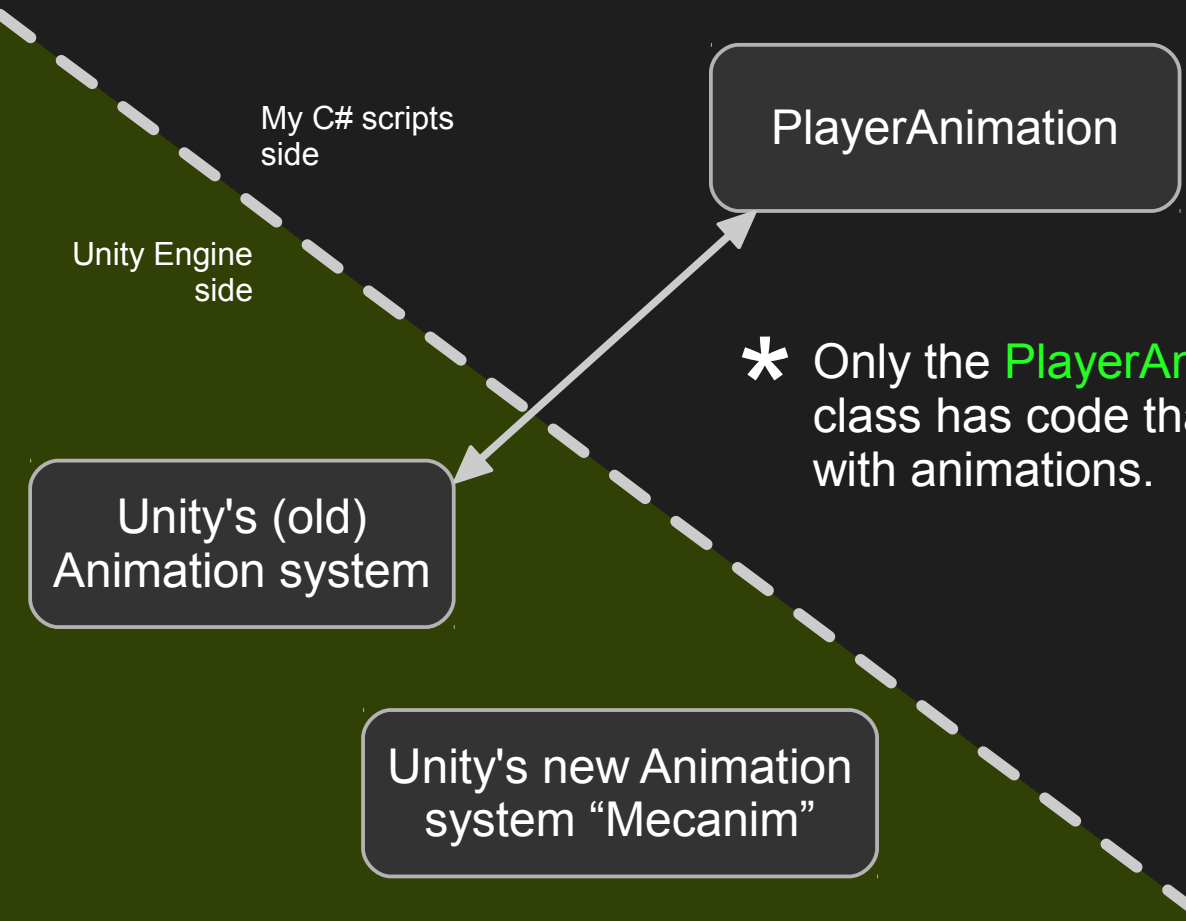 My C# scripts
side
PlayerAnimation
Unity Engine
side
* Only the
class has code
with animations.
Unity's (old)
Animation system
Unity's new Animation
system “Mecanim”